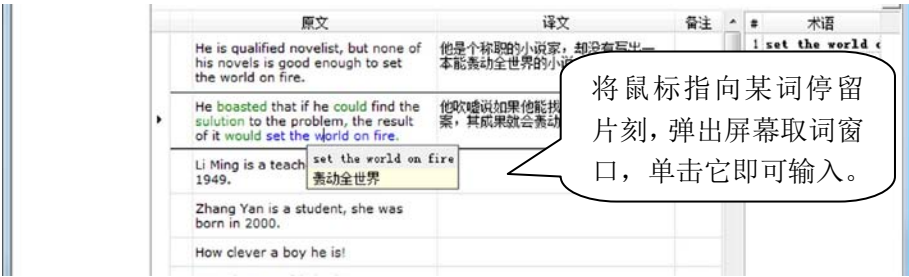 原文 译文 备注 # 术语
He is qualified novelist, but none of
his novels is good enough to set
the world on fire.
他是个称职的小说家，却没有写出一
本能轰动全世界的小说
1 set the world
He boasted that if he could find the
sulution to the problem, the result
of it would set the world on fire.
他吹嘘说如果他能找
案，其成果就会轰动
set the world on fire
轰动全世界
Li Ming is a teach
1949.
Zhang Yan is a student, she was
born in 2000.
How clever a boy he is!
将鼠标指向某词停留
片刻，弹出屏幕取词窗
口，单击它即可输入。